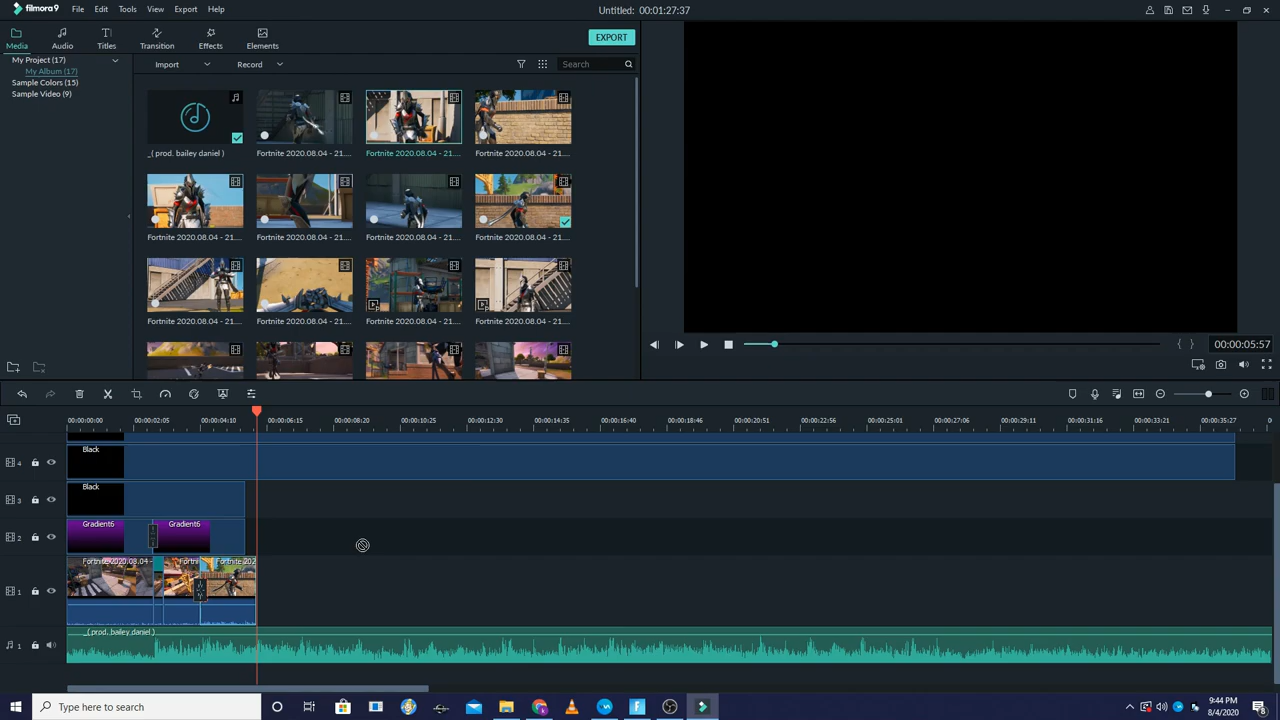 filmora9 File Edit Tools View Export Help Untitled: 00:01:27:37
Media Audio Titles Transition Effects Elements EXPORT
My Project (17)
My Album (17)
Sample Colors (15)
Sample Video (9)
Import Record Search
_( prod. bailey daniel ) Fortnite 2020.08.04 - 21.... Fortnite 2020.08.04 - 21.... Fortnite 2020.08.04 - 21....
Fortnite 2020.08.04 - 21.... Fortnite 2020.08.04 - 21.... Fortnite 2020.08.04 - 21.... Fortnite 2020.08.04 - 21....
Fortnite 2020.08.04 - 21.... Fortnite 2020.08.04 - 21.... Fortnite 2020.08.04 - 21.... Fortnite 2020.08.04 - 21....
00:00:05:57
00:00:00:00 00:00:02:05 00:00:04:10 00:00:06:15 00:00:08:20 00:00:10:25 00:00:12:30 00:00:14:35 00:00:16:40 00:00:18:46 00:00:20:51 00:00:22:56 00:00:25:01 00:00:27:06 00:00:29:11 00:00:31:16 00:00:33:21 00:00:35:27 0
4 Black
3 Black
2 Gradient6 Gradient6
1 Fortnite 2020.08.04 - Fortni Fortnite 202
1 _( prod. bailey daniel )
Type here to search 9:44 PM
8/4/2020 8